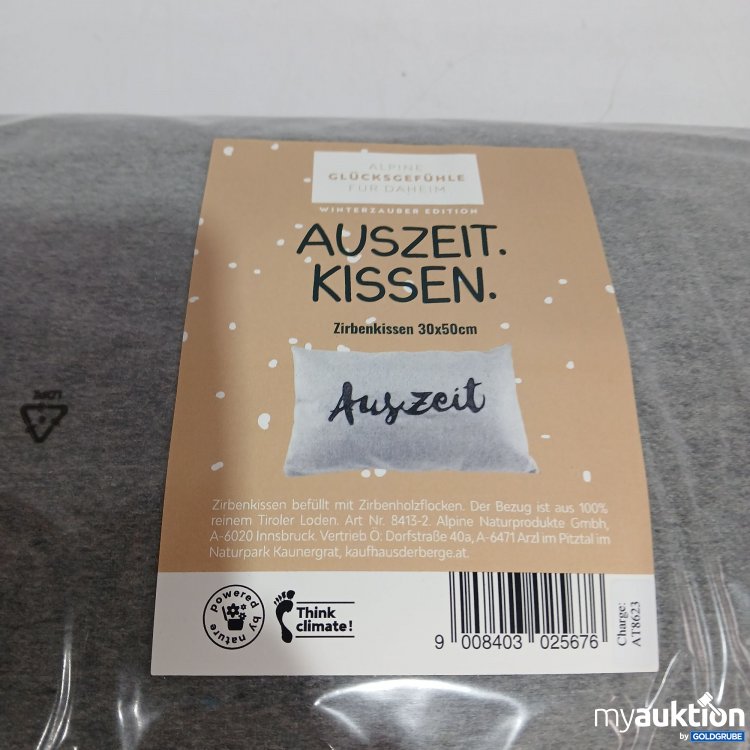 ALPINE
GLÜCKSGEFÜHLE
FÜR DAHEIM
WINTERZAUBER EDITION
AUSZEIT.
KISSEN.
Zirbenkissen 30x50cm
Auszeit
Zirbenkissen befüllt mit Zirbenholzflocken. Der Bezug ist aus 100%
reinem Tiroler Loden. Art Nr. 8413-2. Alpine Naturprodukte Gmbh,
A-6020 Innsbruck. Vertrieb Ö: Dorfstraße 40a, A-6471 Arzl im Pitztal im
Naturpark Kaunergrat, kaufhausderberge.at.
powered by nature
Think
climate!
9 008403 025676
Charge:
AT8623
myauktion
by GOLDGRUBE